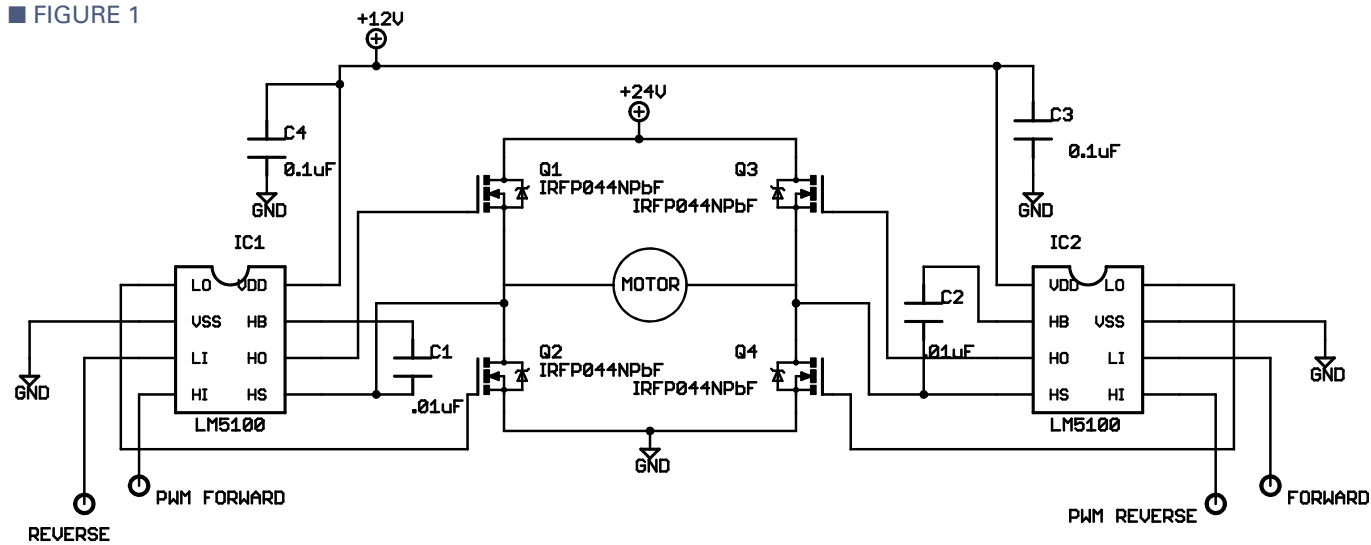 ■ FIGURE 1
+12V
+24V
C4
0.1uF
GND
C3
0.1uF
GND
Q1
IRFP044NPbF
Q3
IRFP044NPbF
IC1
LO
VDD
VSS
HB
LI
HO
HI
HS
LM5100
GND
C1
.01uF
MOTOR
Q2
IRFP044NPbF
Q4
IRFP044NPbF
GND
C2
.01uF
IC2
VDD
LO
HB
VSS
HO
LI
HS
HI
LM5100
GND
PWM FORWARD
REVERSE
PWM REVERSE
FORWARD